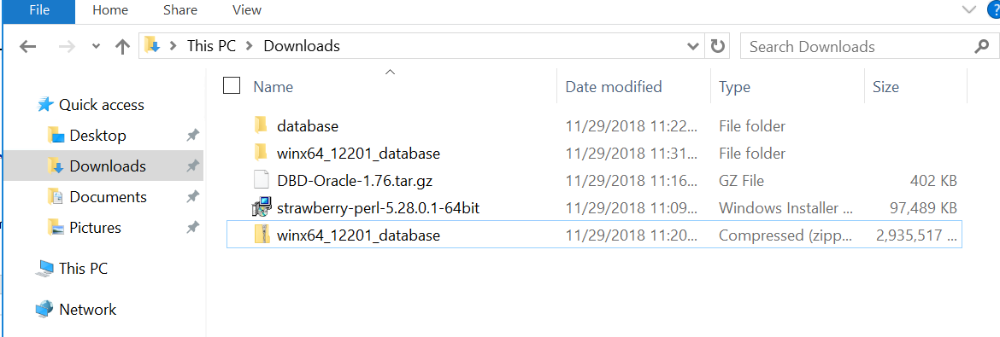 File Home Share View
This PC Downloads Search Downloads
Name Date modified Type Size
Quick access
Desktop
Downloads
Documents
Pictures
This PC
Network
database 11/29/2018 11:22... File folder
winx64_12201_database 11/29/2018 11:31... File folder
DBD-Oracle-1.76.tar.gz 11/29/2018 11:16... GZ File 402 KB
strawberry-perl-5.28.0.1-64bit 11/29/2018 11:09... Windows Installer ... 97,489 KB
winx64_12201_database 11/29/2018 11:20... Compressed (zipp... 2,935,517 ...